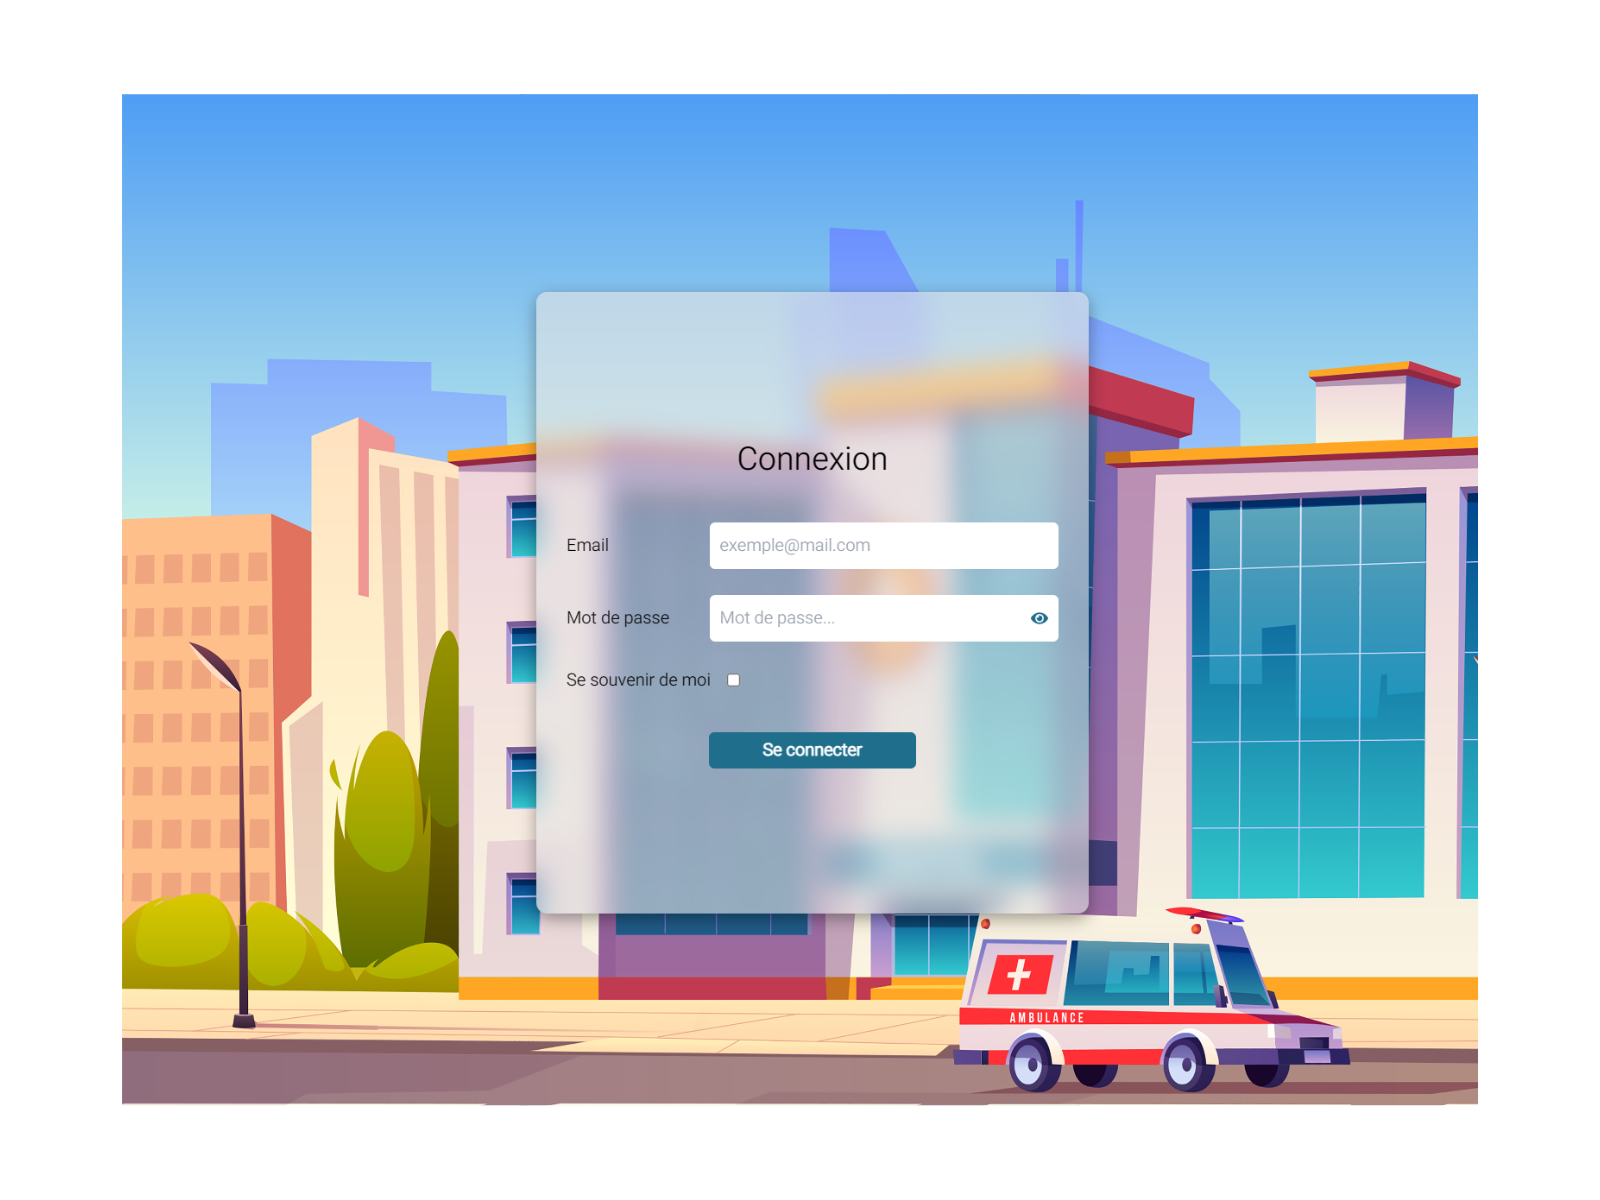 Connexion
Email
exemple@mail.com
Mot de passe
Mot de passe...
Se souvenir de moi
Se connecter
AMBULANCE